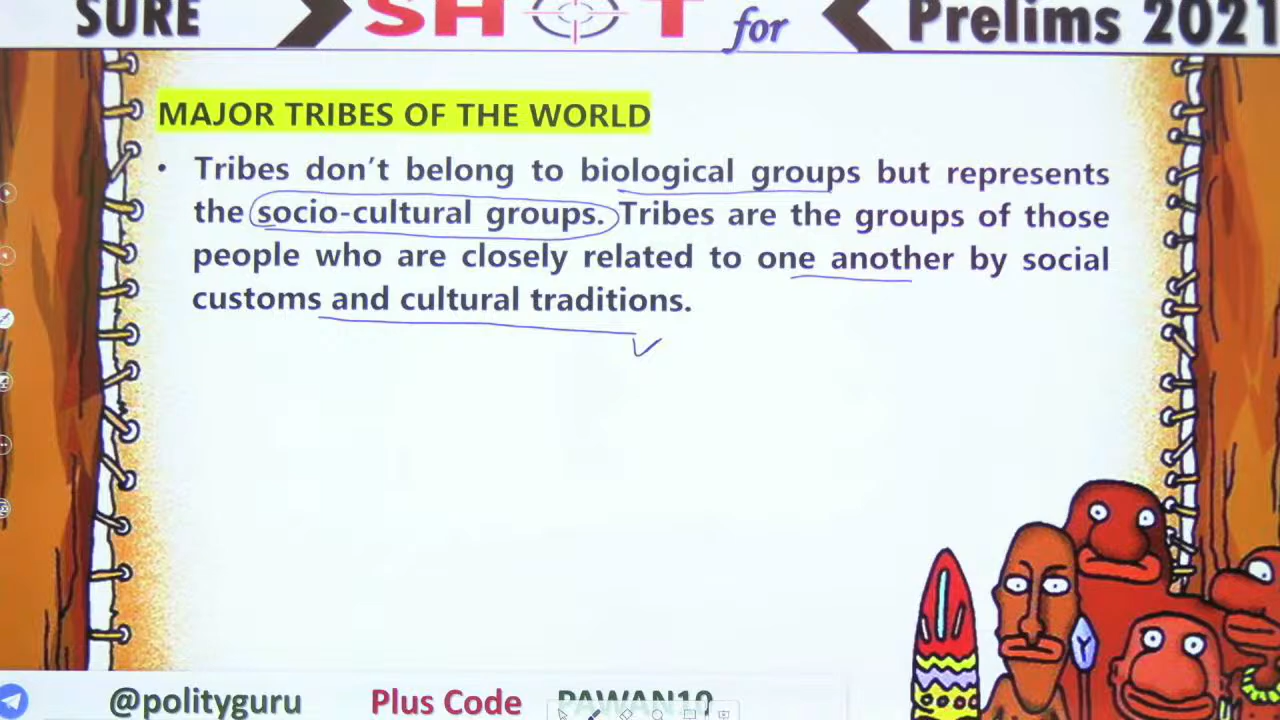 SURE SHOT for Prelims 2021
MAJOR TRIBES OF THE WORLD
• Tribes don't belong to biological groups but represents
the socio-cultural groups. Tribes are the groups of those
people who are closely related to one another by social
customs and cultural traditions.
@polityguru Plus Code PAWAN10